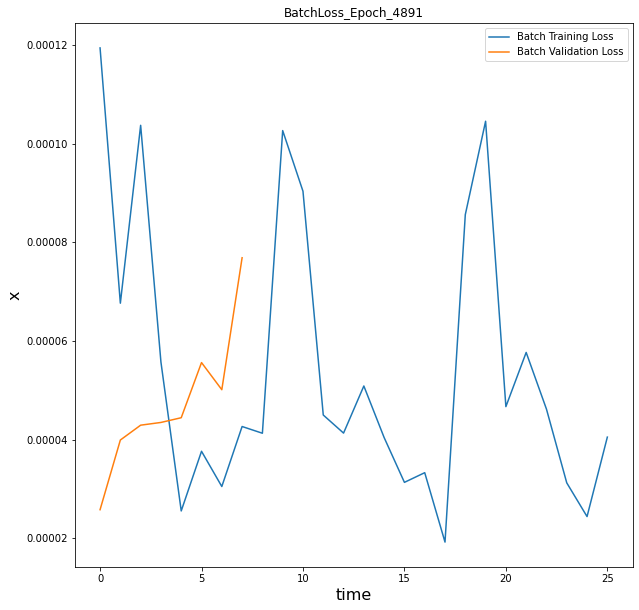 BatchLoss_Epoch_4891
Batch Training Loss
Batch Validation Loss
0.00012
0.00010
0.00008
0.00006
0.00004
0.00002
x
0 5 10 15 20 25
time